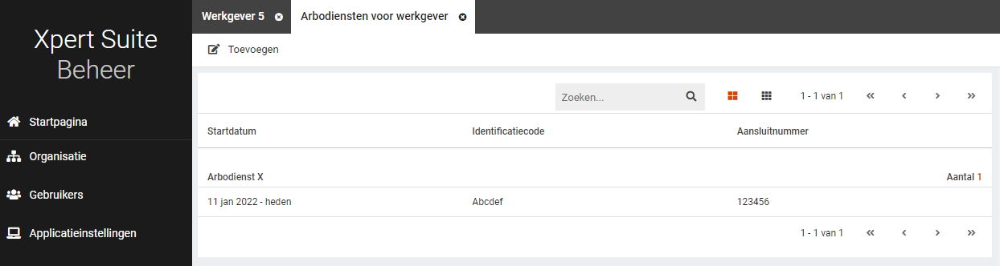 Xpert Suite
Beheer
Startpagina
Organisatie
Gebruikers
Applicatieinstellingen
Werkgever 5
Arbodiensten voor werkgever
Toevoegen
Zoeken...
1 - 1 van 1
Startdatum Identificatiecode Aansluitnummer
Arbodienst X Aantal 1
11 jan 2022 - heden Abcdef 123456
1 - 1 van 1